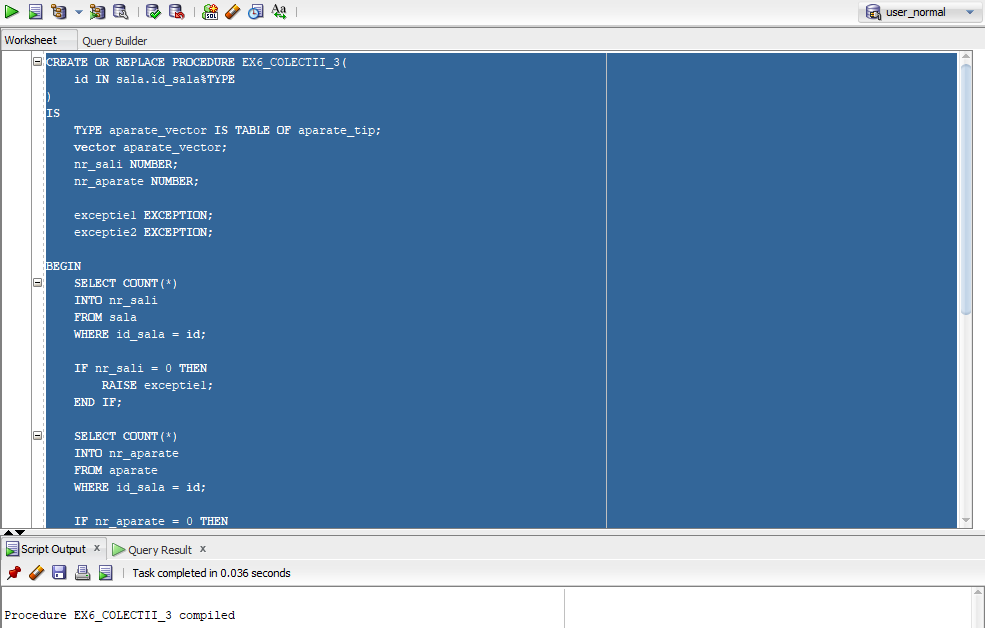 user_normal
Worksheet
Query Builder
CREATE OR REPLACE PROCEDURE EX6_COLECTII_3(
id IN sala.id_sala%TYPE
)
IS
TYPE aparate_vector IS TABLE OF aparate_tip;
vector aparate_vector;
nr_sali NUMBER;
nr_aparate NUMBER;
exceptie1 EXCEPTION;
exceptie2 EXCEPTION;
BEGIN
SELECT COUNT(*)
INTO nr_sali
FROM sala
WHERE id_sala = id;
IF nr_sali = 0 THEN
RAISE exceptie1;
END IF;
SELECT COUNT(*)
INTO nr_aparate
FROM aparate
WHERE id_sala = id;
IF nr_aparate = 0 THEN
Script Output x
Query Result x
Task completed in 0.036 seconds
Procedure EX6_COLECTII_3 compiled